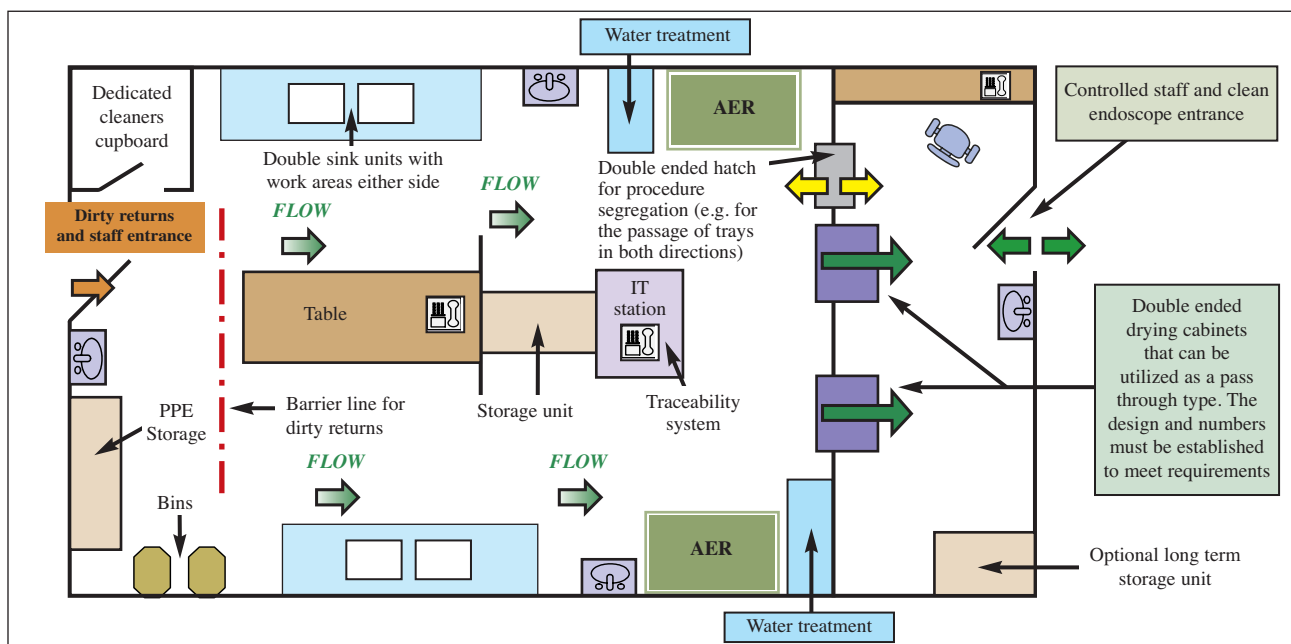 Water treatment
Dedicated
cleaners
cupboard
AER
Controlled staff and clean
endoscope entrance
Double sink units with
work areas either side
Double ended hatch
for procedure
segregation (e.g. for
the passage of trays
in both directions)
FLOW
FLOW
Dirty returns
and staff entrance
Table
IT
station
Double ended
drying cabinets
that can be
utilized as a pass
through type. The
design and numbers
must be established
to meet requirements
PPE
Storage
Barrier line for
dirty returns
Storage unit
Traceability
system
FLOW
FLOW
Bins
AER
Optional long term
storage unit
Water treatment